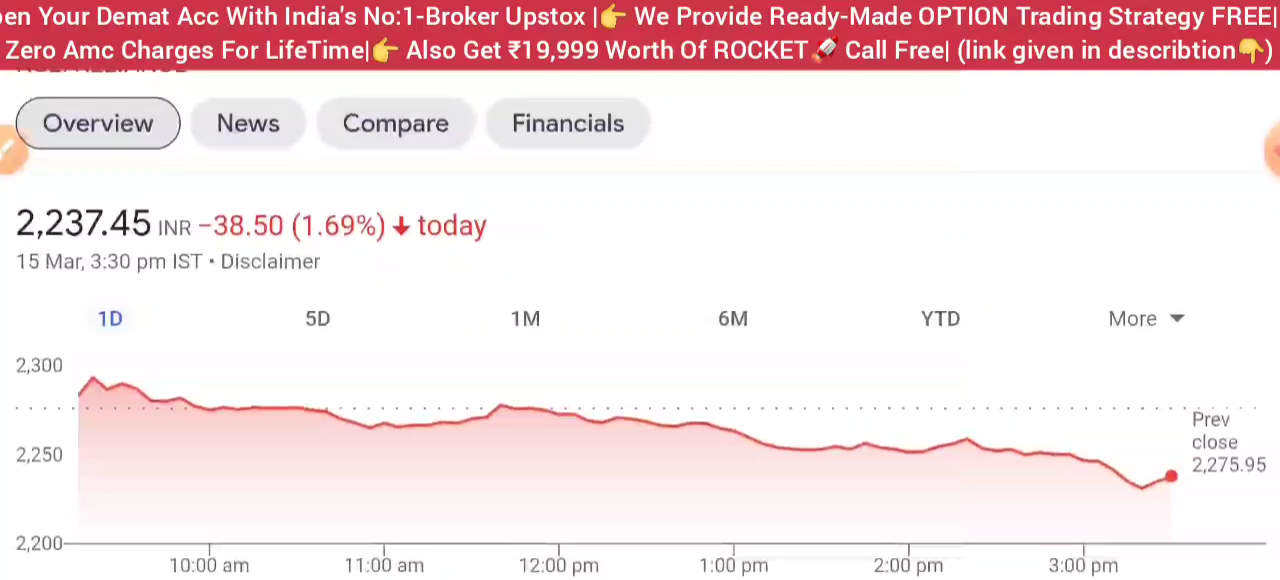 en Your Demat Acc With India's No:1-Broker Upstox |👉 We Provide Ready-Made OPTION Trading Strategy FREE|
Zero Amc Charges For LifeTime|👉 Also Get ₹19,999 Worth Of ROCKET🚀 Call Free| (link given in describtion👇)
Overview News Compare Financials
2,237.45 INR −38.50 (1.69%) ↓ today
15 Mar, 3:30 pm IST • Disclaimer
1D 5D 1M 6M YTD More
2,300
Prev
close
2,275.95
2,250
2,200
10:00 am 11:00 am 12:00 pm 1:00 pm 2:00 pm 3:00 pm